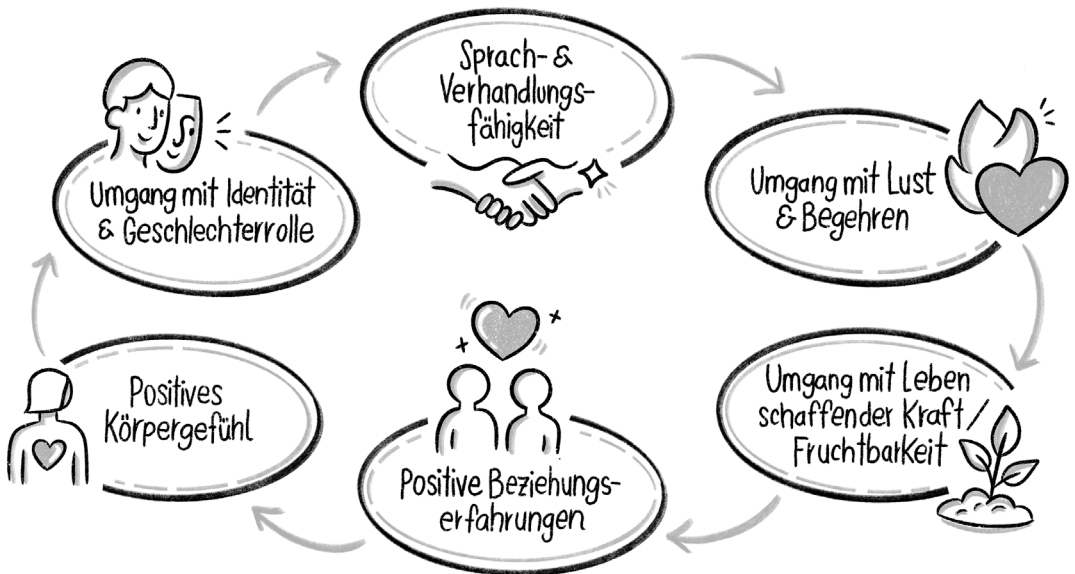 Sprach- &
Verhandlungs-
fähigkeit
Umgang mit Lust
& Begehren
Umgang mit Leben
schaffender Kraft/
Fruchtbarkeit
Positive Beziehungs-
erfahrungen
Positives
Körpergefühl
Umgang mit Identität
& Geschlechterrolle